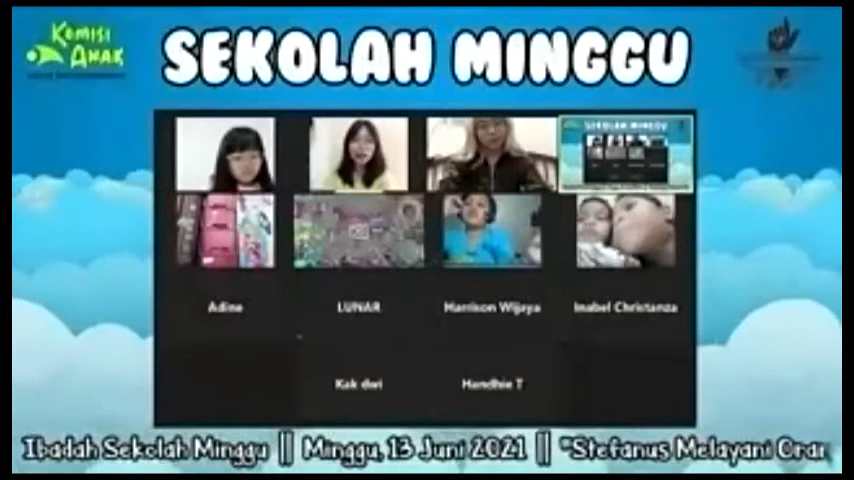 Komisi
Anak
SEKOLAH MINGGU
SEKOLAH MINGGU
Adine
LUNAR
Harrison Wijaya
Inabel Christanza
Kak dwi
Handhie T
Ibadah Sekolah Minggu || Minggu, 13 Juni 2021 || "Stefanus Melayani Oran